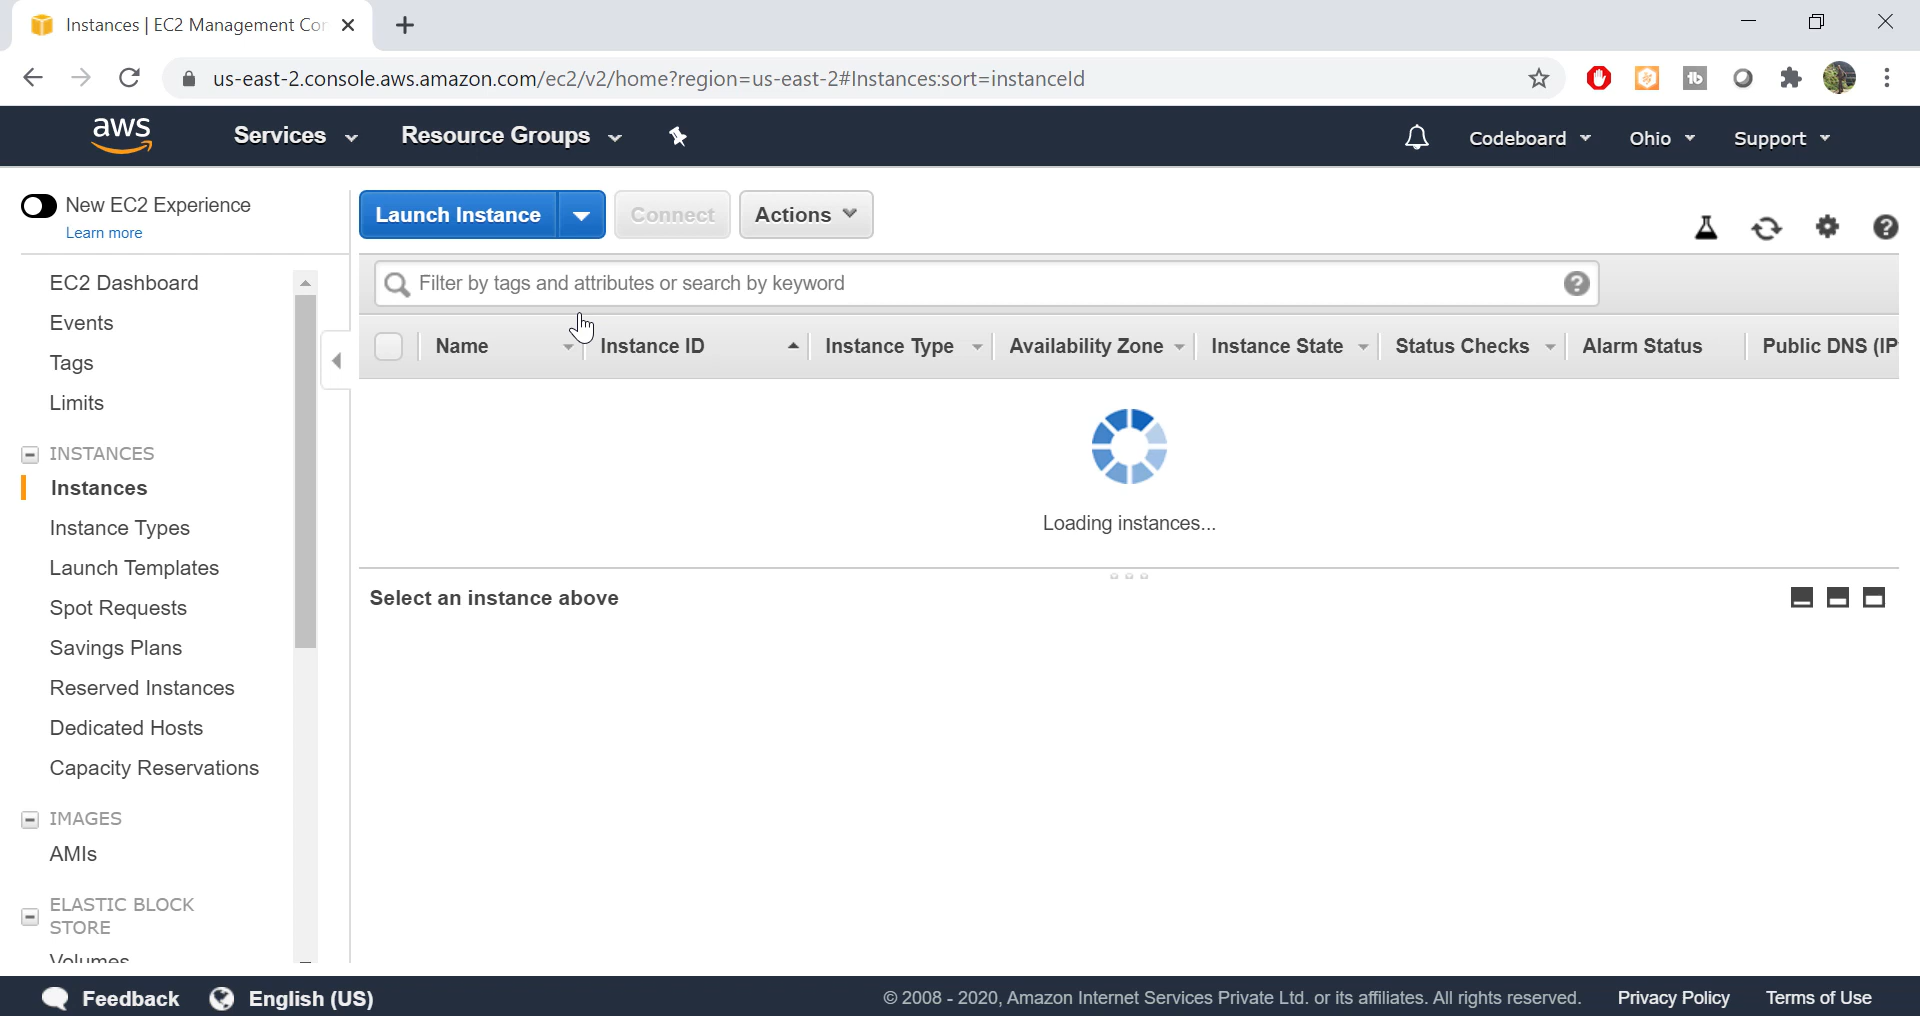 Instances | EC2 Management Cor
us-east-2.console.aws.amazon.com/ec2/v2/home?region=us-east-2#Instances:sort=instanceId
aws
Services
Resource Groups
Codeboard
Ohio
Support
New EC2 Experience
Learn more
Launch Instance
Connect
Actions
EC2 Dashboard
Events
Tags
Limits
INSTANCES
Instances
Instance Types
Launch Templates
Spot Requests
Savings Plans
Reserved Instances
Dedicated Hosts
Capacity Reservations
IMAGES
AMIs
ELASTIC BLOCK
STORE
Volumes
Filter by tags and attributes or search by keyword
Name Instance ID Instance Type Availability Zone Instance State Status Checks Alarm Status Public DNS (IP
Loading instances...
Select an instance above
Feedback
English (US)
© 2008 - 2020, Amazon Internet Services Private Ltd. or its affiliates. All rights reserved.
Privacy Policy
Terms of Use